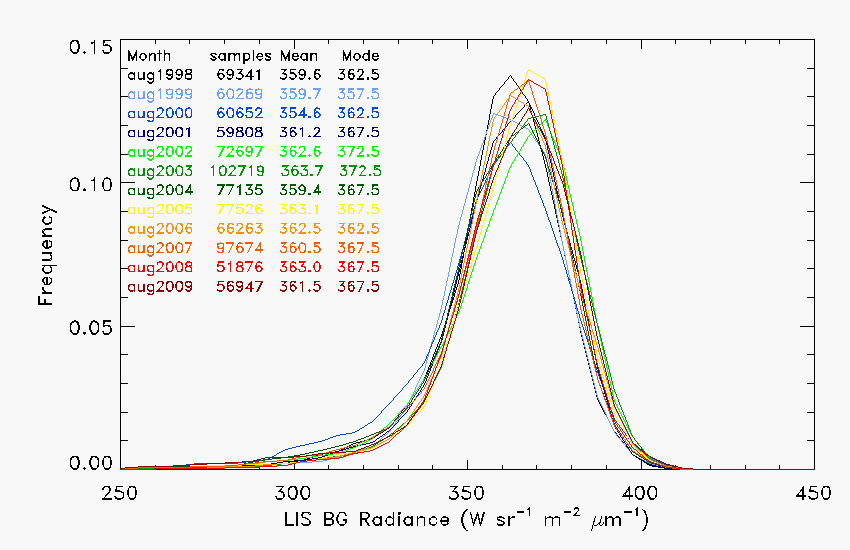 0.15
Month samples Mean Mode
aug1998 69341 359.6 362.5
aug1999 60269 359.7 357.5
aug2000 60652 354.6 362.5
aug2001 59808 361.2 367.5
aug2002 72697 362.6 372.5
aug2003 102719 363.7 372.5
aug2004 77135 359.4 367.5
aug2005 77526 363.1 367.5
aug2006 66263 362.5 362.5
aug2007 97674 360.5 367.5
aug2008 51876 363.0 367.5
aug2009 56947 361.5 367.5
0.10
Frequency
0.05
0.00
250 300 350 400 450
LIS BG Radiance (W sr⁻¹ m⁻² μm⁻¹)